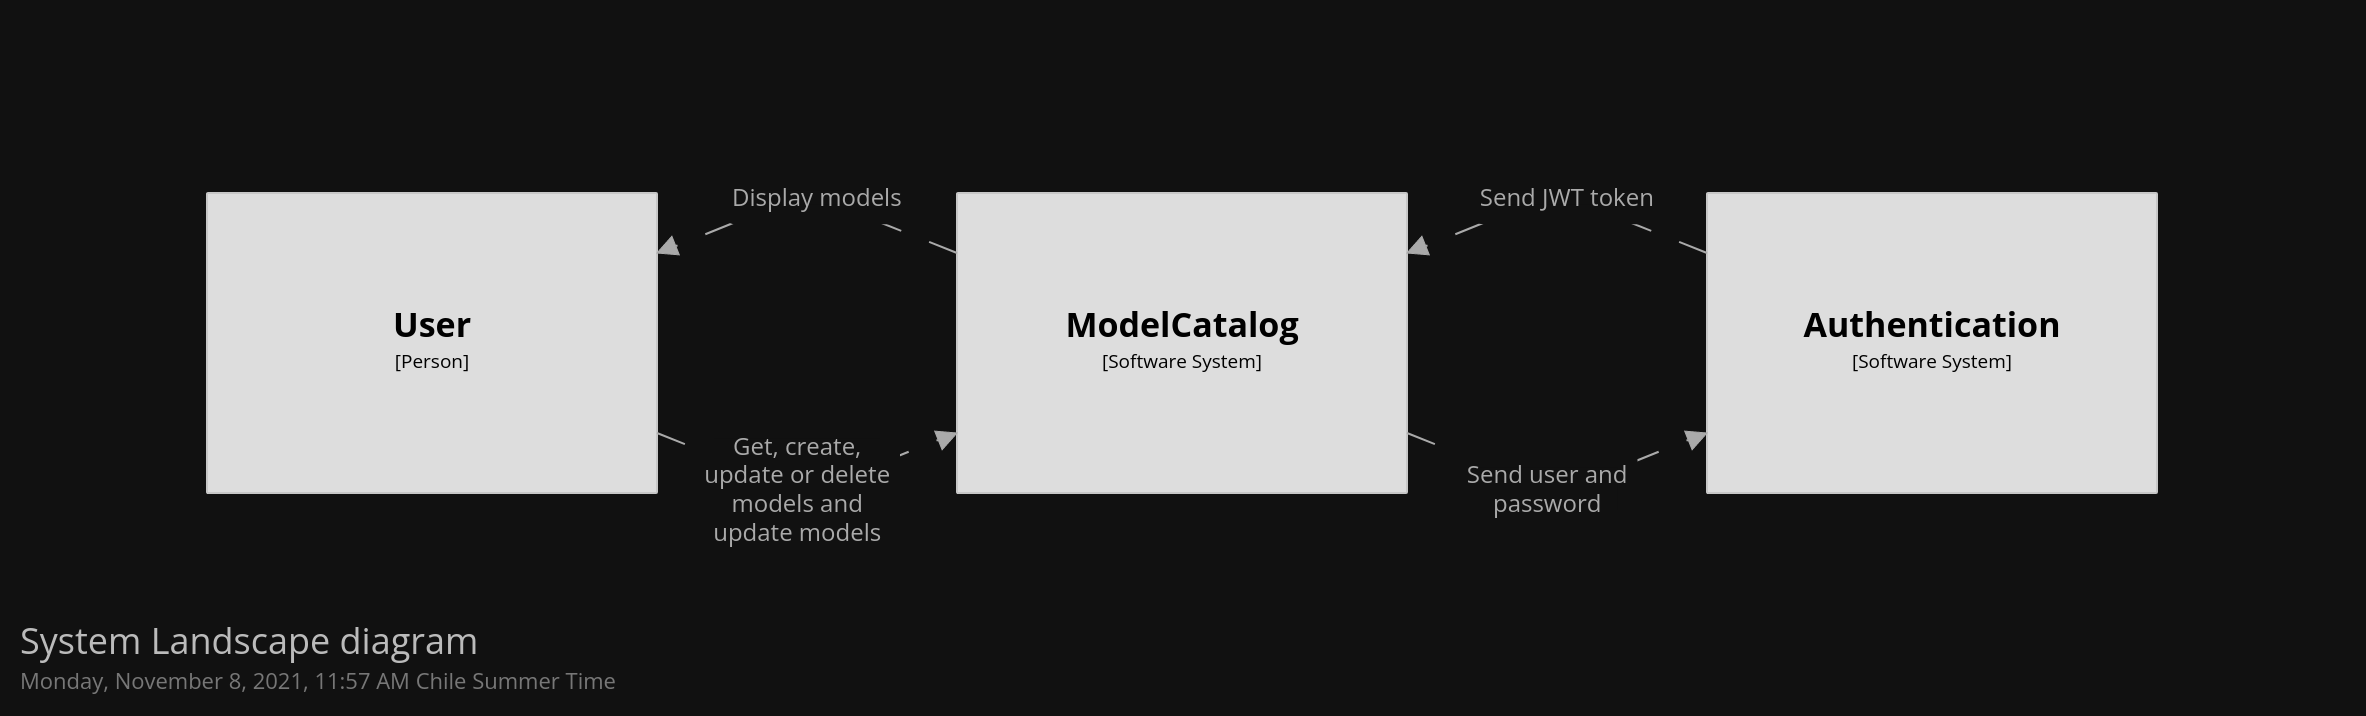 Display models
Send JWT token
User
[Person]
ModelCatalog
[Software System]
Authentication
[Software System]
Get, create,
update or delete
models and
update models
Send user and
password
System Landscape diagram
Monday, November 8, 2021, 11:57 AM Chile Summer Time